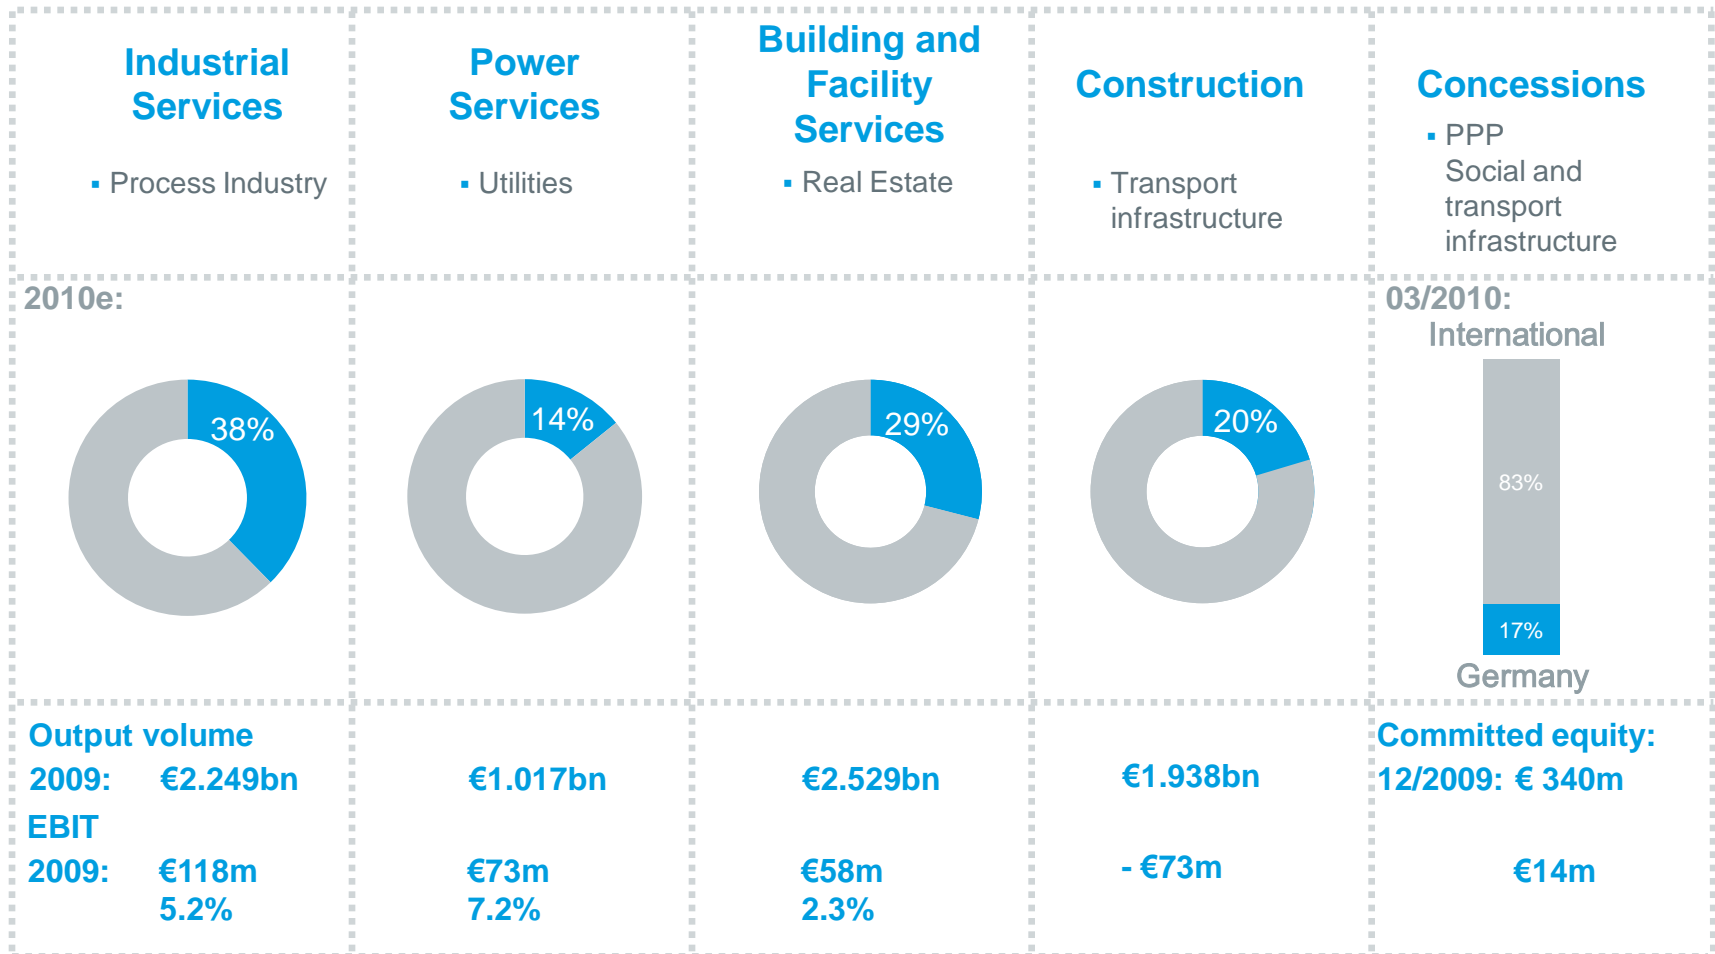 Industrial
Services
▪ Process Industry
Power
Services
▪ Utilities
Building and
Facility
Services
▪ Real Estate
Construction
▪ Transport
infrastructure
Concessions
▪ PPP
Social and
transport
infrastructure
2010e:
38%
14%
29%
20%
03/2010:
International
83%
17%
Germany
Output volume
2009: €2.249bn
€1.017bn
€2.529bn
€1.938bn
Committed equity:
12/2009: € 340m
EBIT
2009: €118m
5.2%
€73m
7.2%
€58m
2.3%
- €73m
€14m